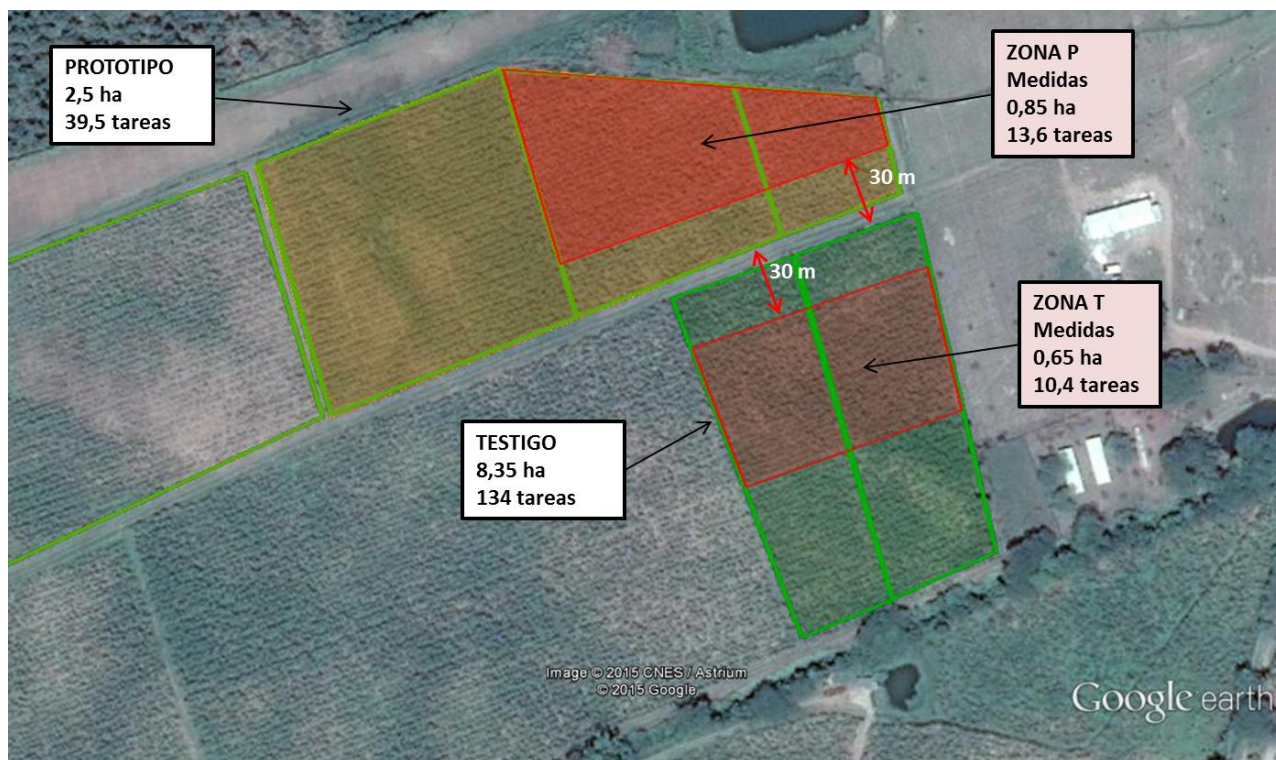 PROTOTIPO
2,5 ha
39,5 tareas
ZONA P
Medidas
0,85 ha
13,6 tareas
30 m
30 m
ZONA T
Medidas
0,65 ha
10,4 tareas
TESTIGO
8,35 ha
134 tareas
Image © 2015 CNES / Astrium
© 2015 Google
Google earth